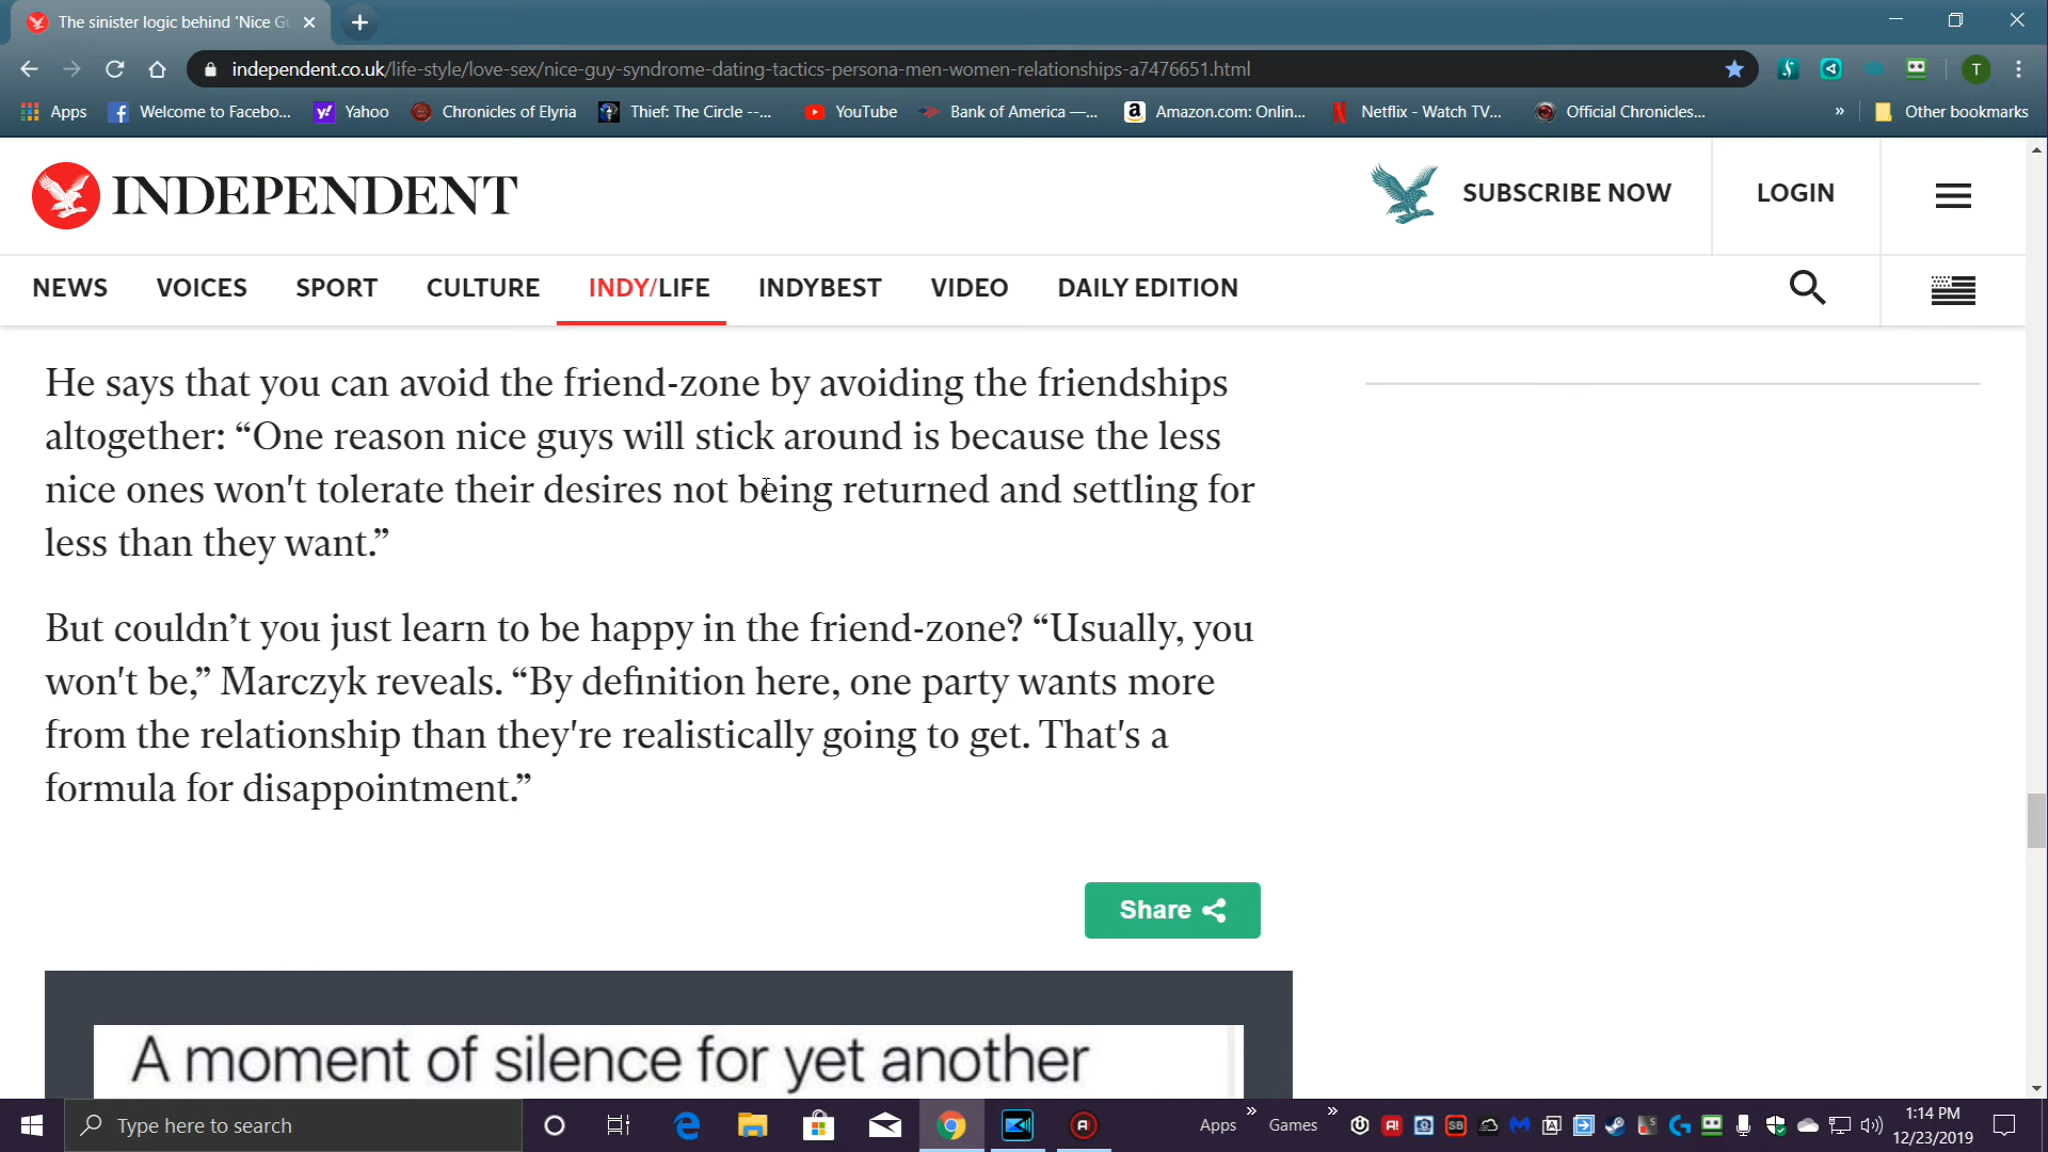 The sinister logic behind 'Nice G
independent.co.uk/life-style/love-sex/nice-guy-syndrome-dating-tactics-persona-men-women-relationships-a7476651.html
T
Apps
Welcome to Facebo...
Yahoo
Chronicles of Elyria
Thief: The Circle --...
YouTube
Bank of America —...
Amazon.com: Onlin...
Netflix - Watch TV...
Official Chronicles...
»
Other bookmarks
INDEPENDENT
SUBSCRIBE NOW
LOGIN
NEWS
VOICES
SPORT
CULTURE
INDY/LIFE
INDYBEST
VIDEO
DAILY EDITION
He says that you can avoid the friend-zone by avoiding the friendships
altogether: “One reason nice guys will stick around is because the less
nice ones won't tolerate their desires not being returned and settling for
less than they want.”
But couldn’t you just learn to be happy in the friend-zone? “Usually, you
won't be,” Marczyk reveals. “By definition here, one party wants more
from the relationship than they're realistically going to get. That's a
formula for disappointment.”
Share
A moment of silence for yet another
Type here to search
Apps
»
Games
»
1:14 PM
12/23/2019